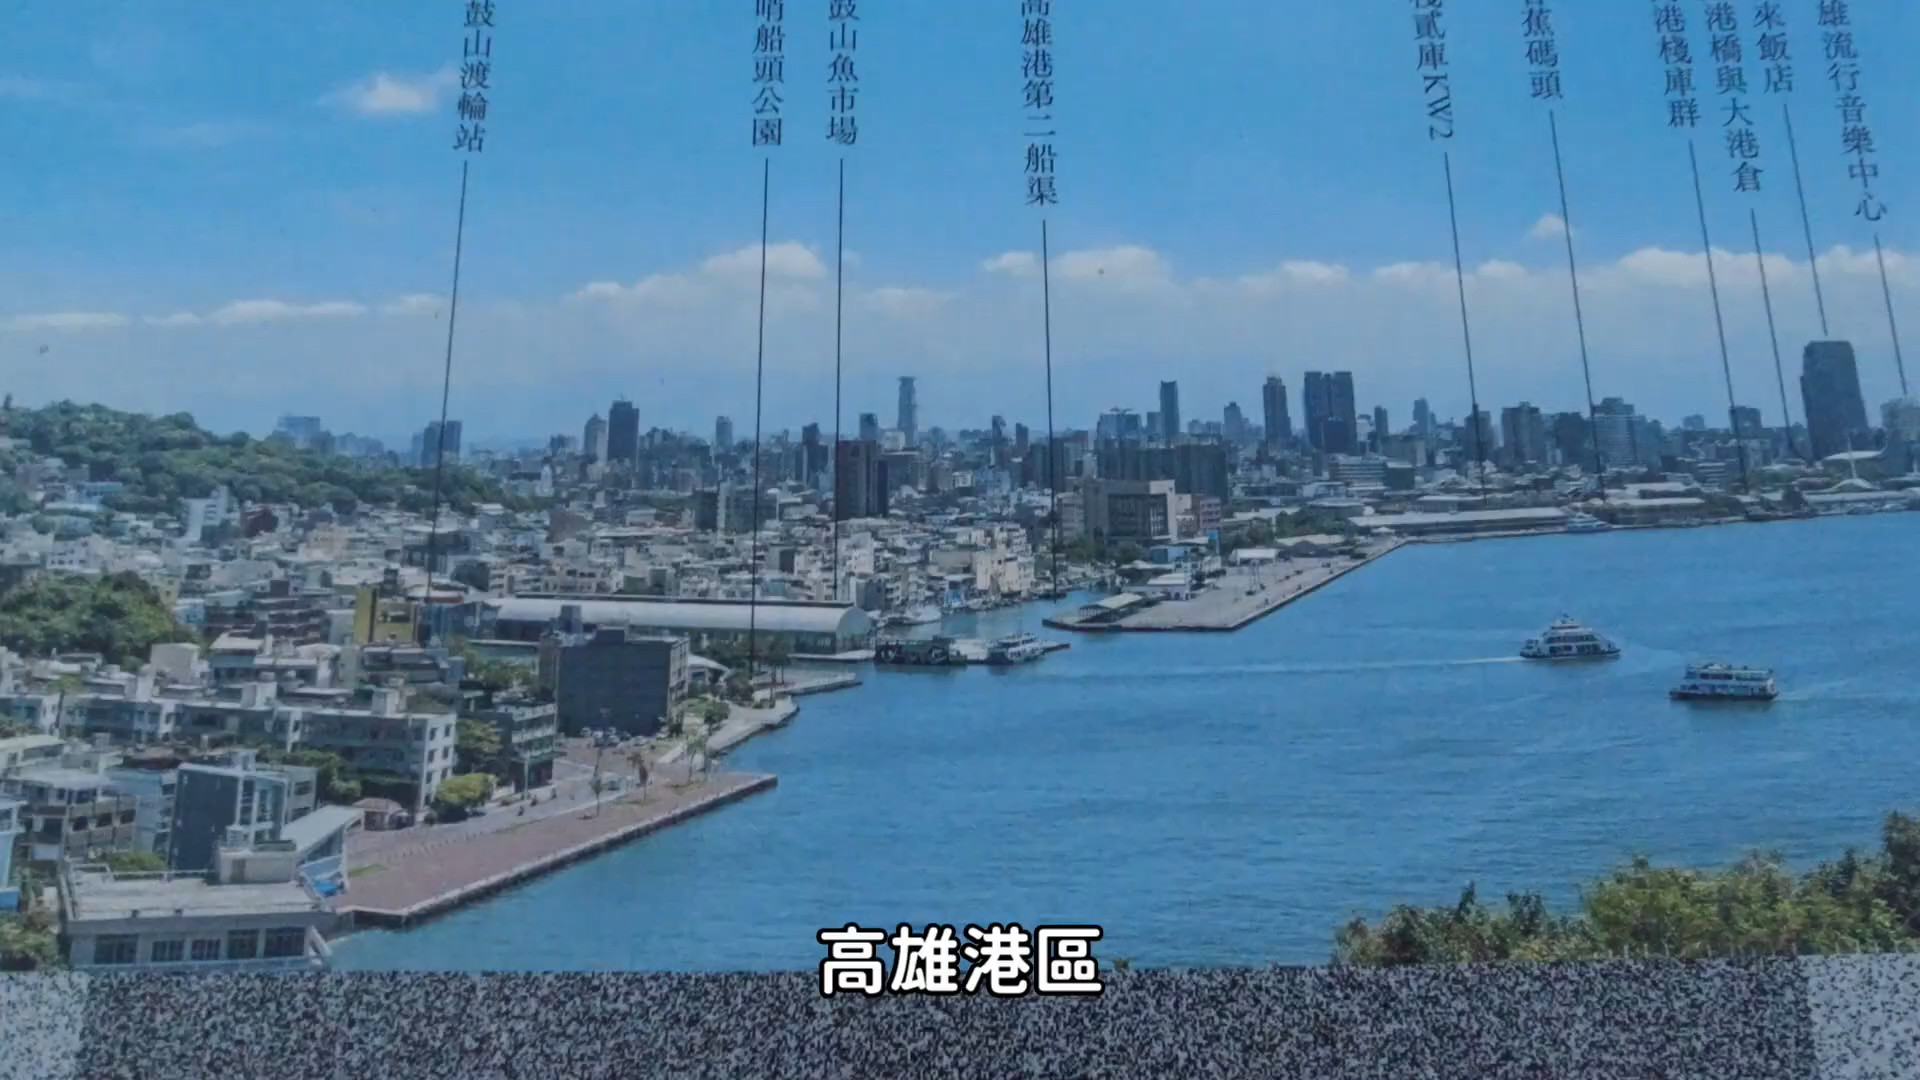 鼓山渡輪站
哨船頭公園
鼓山魚市場
高雄港第二船渠
棧貳庫KW2
香蕉碼頭
港棧庫群
港橋與大港倉
來飯店
雄流行音樂中心
高雄港區